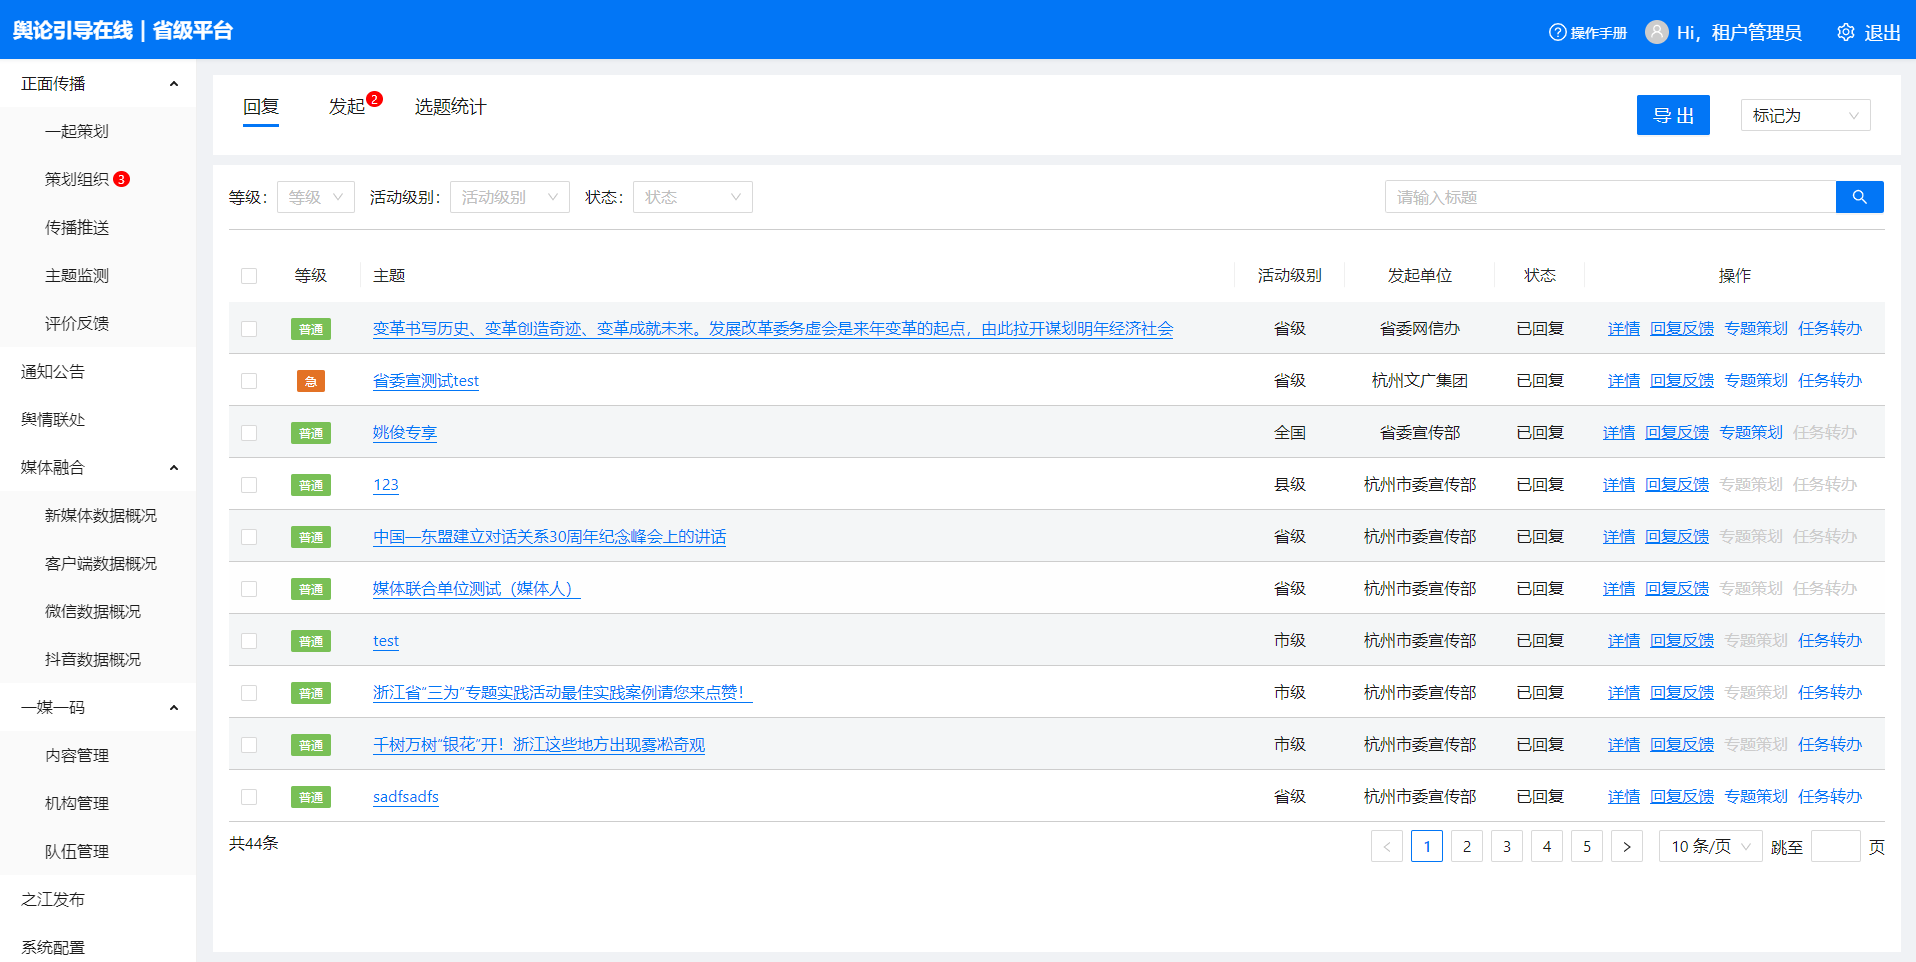 舆论引导在线 | 省级平台
操作手册 Hi，租户管理员 退出
正面传播
一起策划
策划组织 3
传播推送
主题监测
评价反馈
通知公告
舆情联处
媒体融合
新媒体数据概况
客户端数据概况
微信数据概况
抖音数据概况
一媒一码
内容管理
机构管理
队伍管理
之江发布
系统配置
回复 发起 2 选题统计 导 出 标记为
等级： 等级 活动级别： 活动级别 状态： 状态 请输入标题
等级 主题 活动级别 发起单位 状态 操作
普通 变革书写历史、变革创造奇迹、变革成就未来。发展改革委务虚会是来年变革的起点，由此拉开谋划明年经济社会 省级 省委网信办 已回复 详情 回复反馈 专题策划 任务转办
急 省委宣测试test 省级 杭州文广集团 已回复 详情 回复反馈 专题策划 任务转办
普通 姚俊专享 全国 省委宣传部 已回复 详情 回复反馈 专题策划 任务转办
普通 123 县级 杭州市委宣传部 已回复 详情 回复反馈 专题策划 任务转办
普通 中国—东盟建立对话关系30周年纪念峰会上的讲话 省级 杭州市委宣传部 已回复 详情 回复反馈 专题策划 任务转办
普通 媒体联合单位测试（媒体人） 省级 杭州市委宣传部 已回复 详情 回复反馈 专题策划 任务转办
普通 test 市级 杭州市委宣传部 已回复 详情 回复反馈 专题策划 任务转办
普通 浙江省“三为”专题实践活动最佳实践案例请您来点赞！ 市级 杭州市委宣传部 已回复 详情 回复反馈 专题策划 任务转办
普通 千树万树“银花”开！浙江这些地方出现雾凇奇观 市级 杭州市委宣传部 已回复 详情 回复反馈 专题策划 任务转办
普通 sadfsadfs 省级 杭州市委宣传部 已回复 详情 回复反馈 专题策划 任务转办
共44条 < 1 2 3 4 5 > 10 条/页 跳至 页